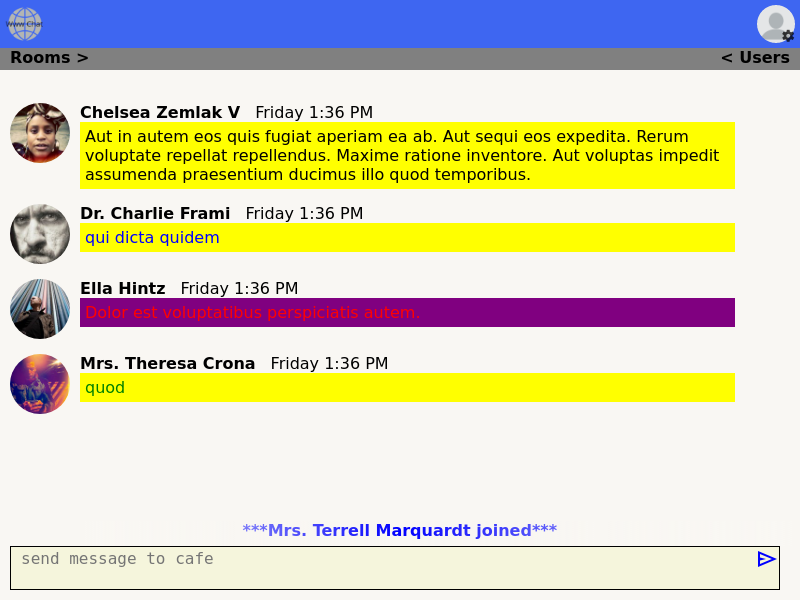 Www.Chat
Rooms >
< Users
Chelsea Zemlak V Friday 1:36 PM
Aut in autem eos quis fugiat aperiam ea ab. Aut sequi eos expedita. Rerum
voluptate repellat repellendus. Maxime ratione inventore. Aut voluptas impedit
assumenda praesentium ducimus illo quod temporibus.
Dr. Charlie Frami Friday 1:36 PM
qui dicta quidem
Ella Hintz Friday 1:36 PM
Dolor est voluptatibus perspiciatis autem.
Mrs. Theresa Crona Friday 1:36 PM
quod
***Mrs. Terrell Marquardt joined***
send message to cafe